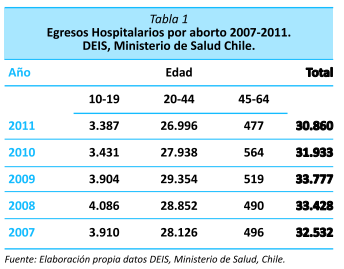 Tabla 1
Egresos Hospitalarios por aborto 2007-2011.
DEIS, Ministerio de Salud Chile.
Año Edad Total
10-19 20-44 45-64
2011 3.387 26.996 477 30.860
2010 3.431 27.938 564 31.933
2009 3.904 29.354 519 33.777
2008 4.086 28.852 490 33.428
2007 3.910 28.126 496 32.532
Fuente: Elaboración propia datos DEIS, Ministerio de Salud, Chile.